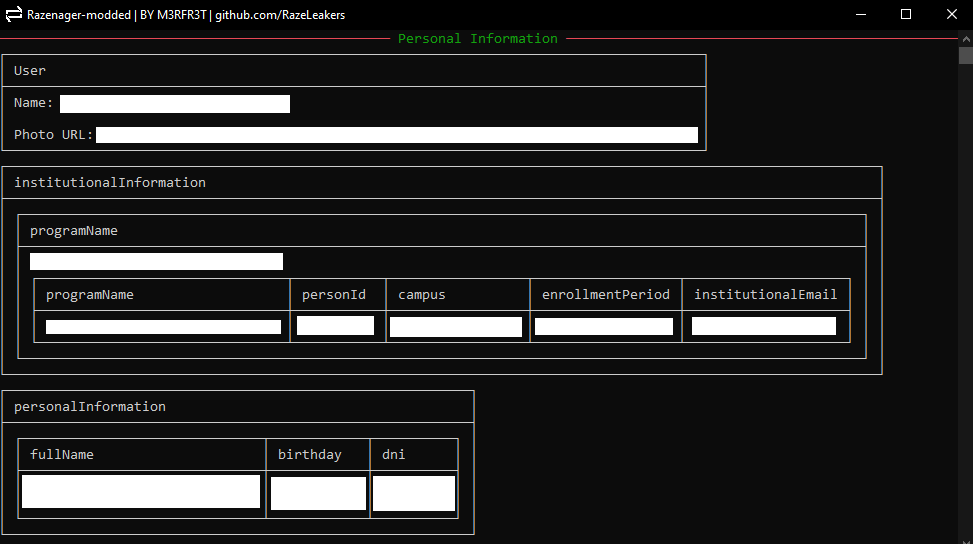 Razenager-modded | BY M3RFR3T | github.com/RazeLeakers
Personal Information
User
Name:
Photo URL:
institutionalInformation
programName
programName personId campus enrollmentPeriod institutionalEmail
personalInformation
fullName birthday dni